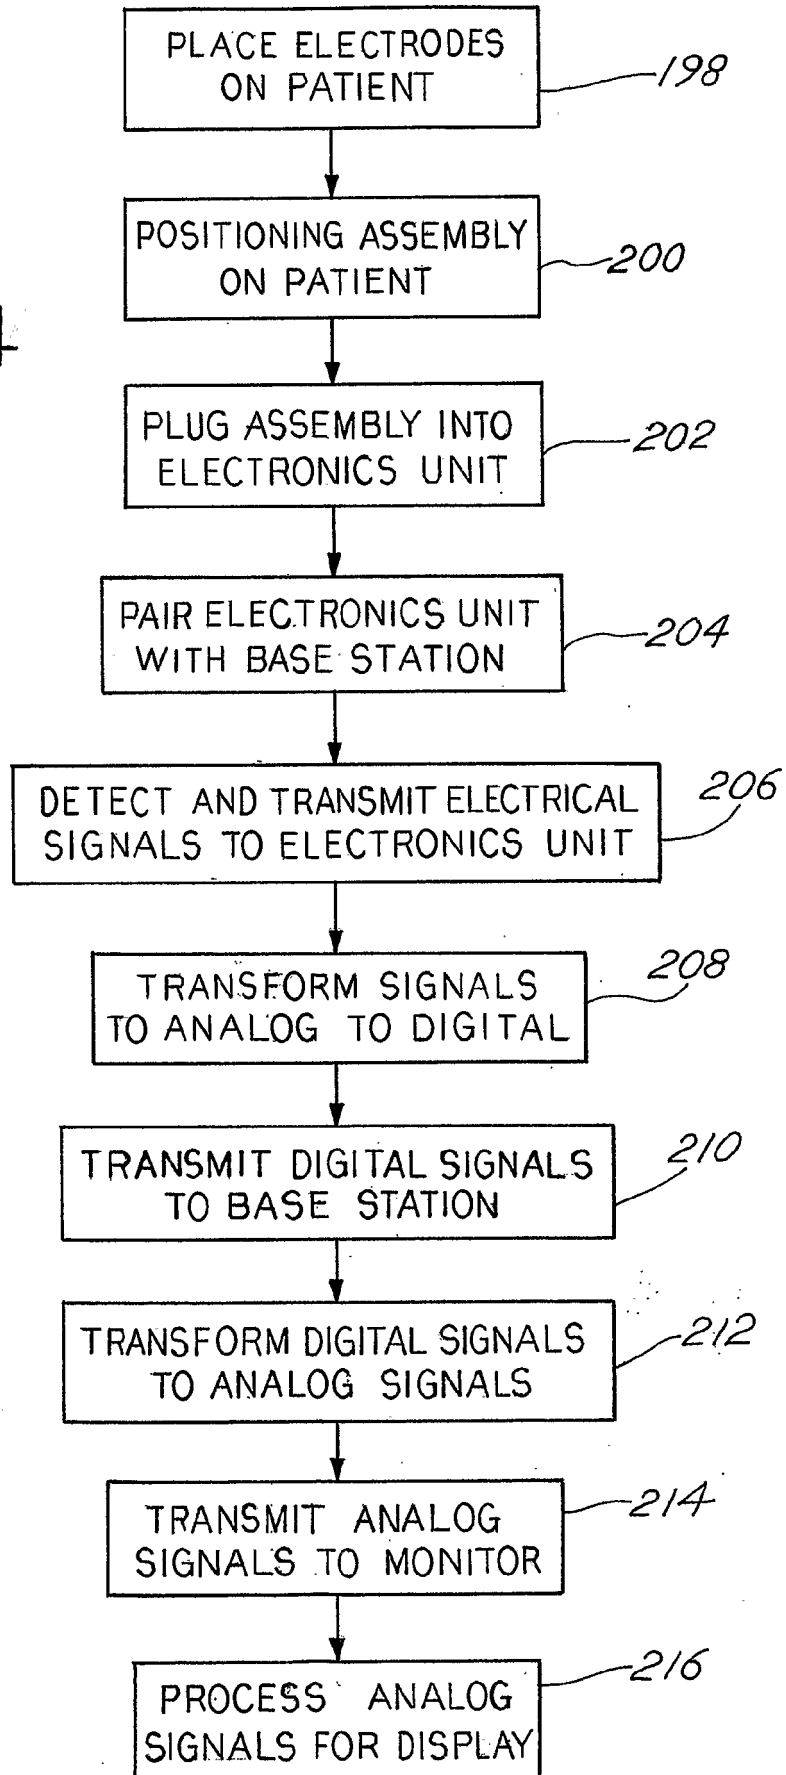 PLACE ELECTRODES
ON PATIENT
198
POSITIONING ASSEMBLY
ON PATIENT
200
PLUG ASSEMBLY INTO
ELECTRONICS UNIT
202
PAIR ELECTRONICS UNIT
WITH BASE STATION
204
DETECT AND TRANSMIT ELECTRICAL
SIGNALS TO ELECTRONICS UNIT
206
TRANSFORM SIGNALS
TO ANALOG TO DIGITAL
208
TRANSMIT DIGITAL SIGNALS
TO BASE STATION
210
TRANSFORM DIGITAL SIGNALS
TO ANALOG SIGNALS
212
TRANSMIT ANALOG
SIGNALS TO MONITOR
214
PROCESS ANALOG
SIGNALS FOR DISPLAY
216